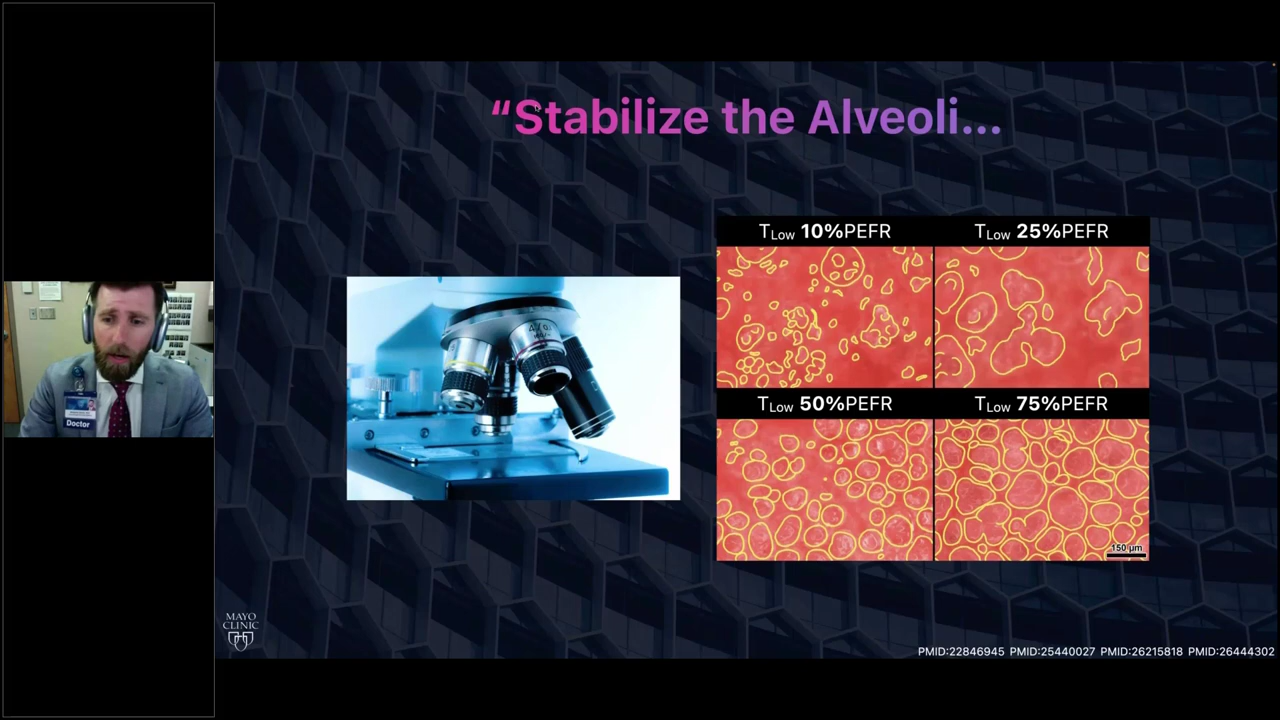 “Stabilize the Alveoli...
TLow 10%PEFR
TLow 25%PEFR
TLow 50%PEFR
TLow 75%PEFR
150 µm
Doctor
MAYO
CLINIC
PMID:22846945 PMID:25440027 PMID:26215818 PMID:26444302